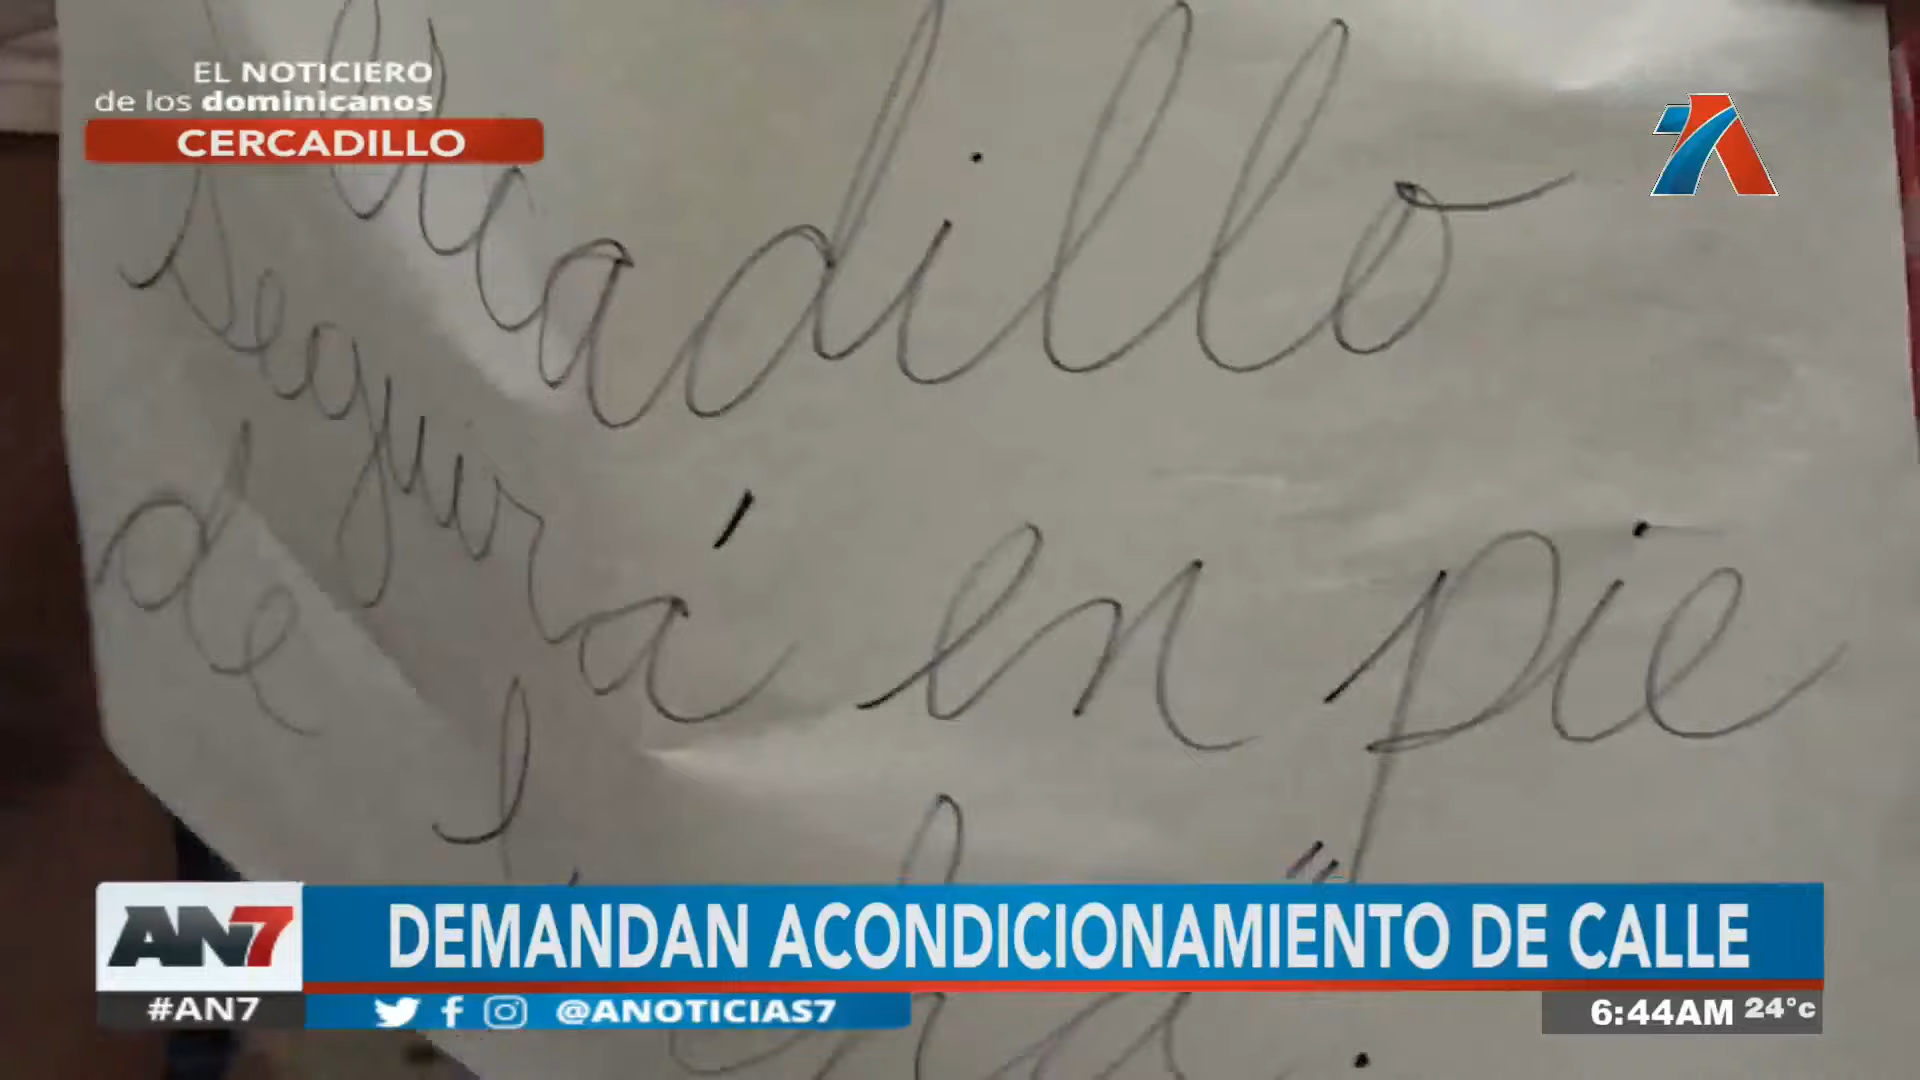 EL NOTICIERO
de los dominicanos
CERCADILLO
seguirá en pie
de
AN7
DEMANDAN ACONDICIONAMIENTO DE CALLE
#AN7
@ANOTICIAS7
6:44AM 24°c